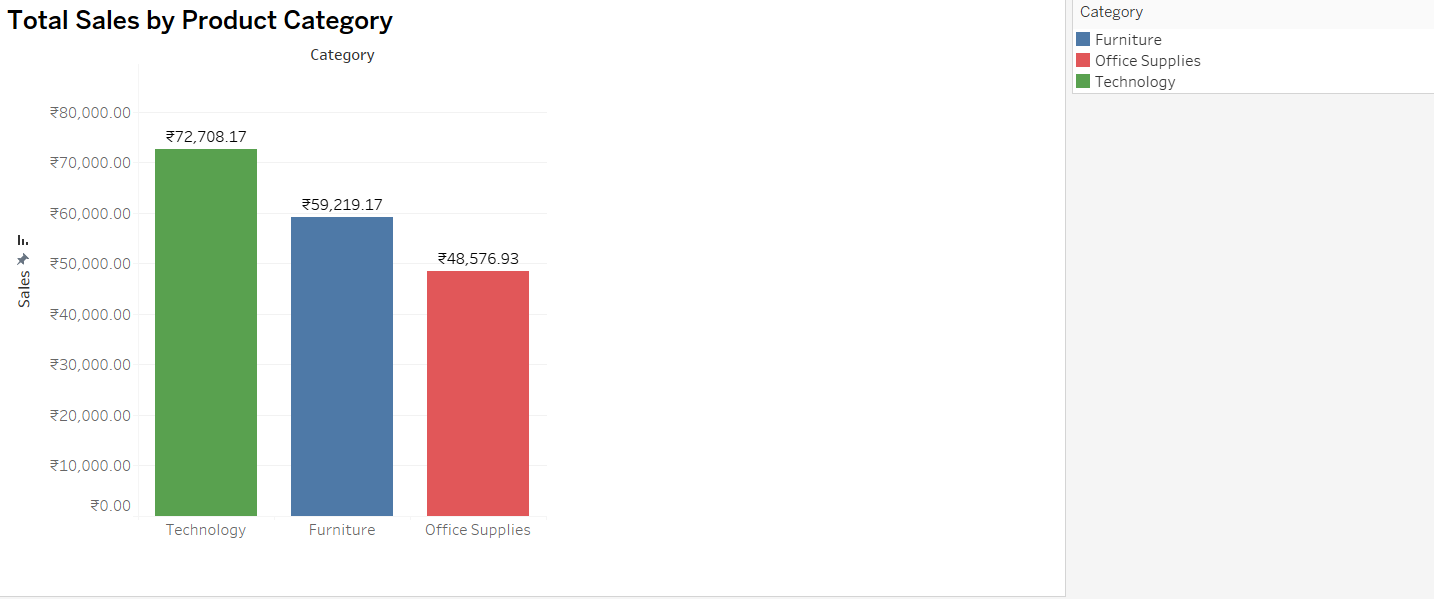 Total Sales by Product Category
Category
₹80,000.00
₹70,000.00
₹60,000.00
₹50,000.00
₹40,000.00
₹30,000.00
₹20,000.00
₹10,000.00
₹0.00
Sales
₹72,708.17
₹59,219.17
₹48,576.93
Technology
Furniture
Office Supplies
Category
Furniture
Office Supplies
Technology